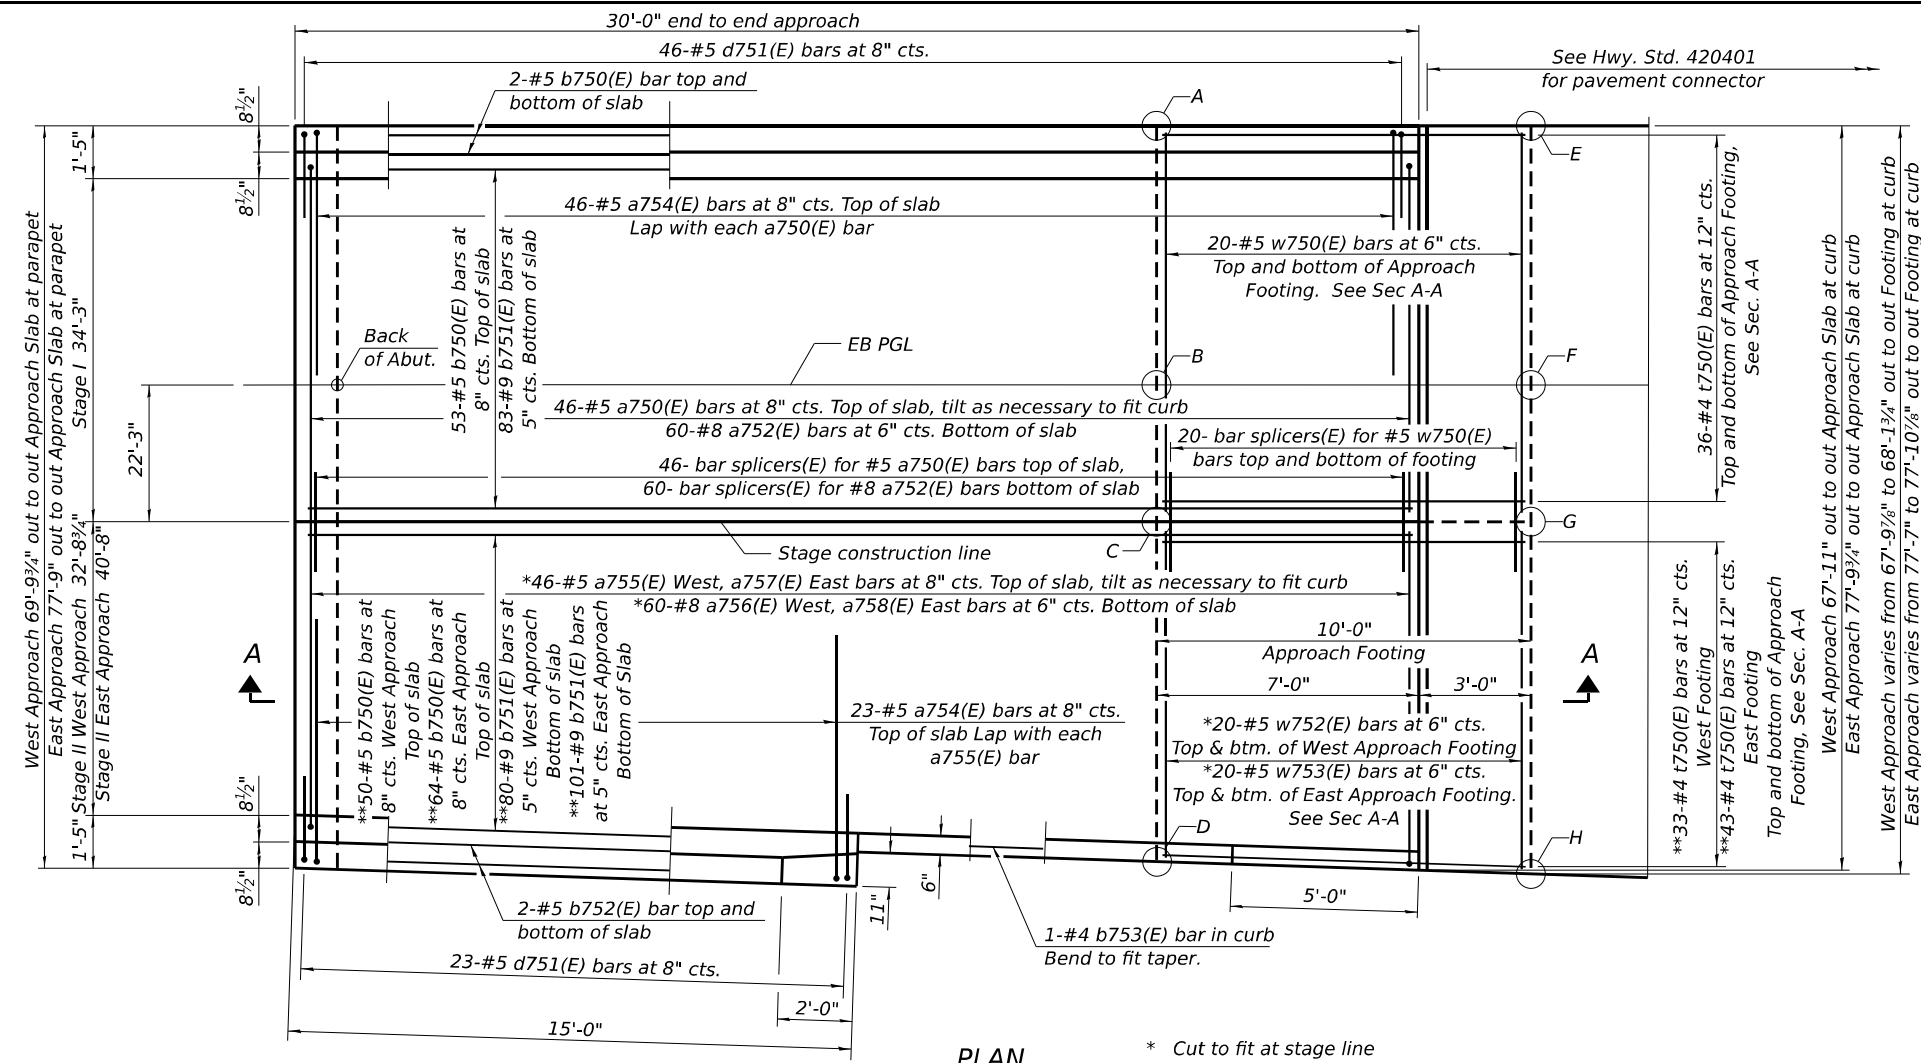 30'-0" end to end approach
46-#5 d751(E) bars at 8" cts.
See Hwy. Std. 420401
for pavement connector
2-#5 b750(E) bar top and
bottom of slab
A
E
8½"
8½"
1'-5"
46-#5 a754(E) bars at 8" cts. Top of slab
Lap with each a750(E) bar
53-#5 b750(E) bars at
8" cts. Top of slab
83-#9 b751(E) bars at
5" cts. Bottom of slab
20-#5 w750(E) bars at 6" cts.
Top and bottom of Approach
Footing. See Sec A-A
36-#4 t750(E) bars at 12" cts.
Top and bottom of Approach Footing,
See Sec. A-A
West Approach 69'-9¾" out to out Approach Slab at parapet
East Approach 77'-9" out to out Approach Slab at parapet
Stage I 34'-3"
Stage II West Approach 32'-8¾"
Stage II East Approach 40'-8"
22'-3"
Back
of Abut.
EB PGL
B
F
46-#5 a750(E) bars at 8" cts. Top of slab, tilt as necessary to fit curb
60-#8 a752(E) bars at 6" cts. Bottom of slab
20- bar splicers(E) for #5 w750(E)
bars top and bottom of footing
46- bar splicers(E) for #5 a750(E) bars top of slab,
60- bar splicers(E) for #8 a752(E) bars bottom of slab
Stage construction line
C
G
*46-#5 a755(E) West, a757(E) East bars at 8" cts. Top of slab, tilt as necessary to fit curb
*60-#8 a756(E) West, a758(E) East bars at 6" cts. Bottom of slab
10'-0"
Approach Footing
7'-0"
3'-0"
A
A
**50-#5 b750(E) bars at
8" cts. West Approach
Top of slab
**64-#5 b750(E) bars at
8" cts. East Approach
Top of slab
**80-#9 b751(E) bars at
5" cts. West Approach
Bottom of slab
**101-#9 b751(E) bars
at 5" cts. East Approach
Bottom of Slab
23-#5 a754(E) bars at 8" cts.
Top of slab Lap with each
a755(E) bar
*20-#5 w752(E) bars at 6" cts.
Top & btm. of West Approach Footing
*20-#5 w753(E) bars at 6" cts.
Top & btm. of East Approach Footing.
See Sec A-A
**33-#4 t750(E) bars at 12" cts.
West Footing
**43-#4 t750(E) bars at 12" cts.
East Footing
Top and bottom of Approach
Footing, See Sec. A-A
West Approach 67'-11" out to out Approach Slab at curb
East Approach 77'-9¾" out to out Approach Slab at curb
West Approach varies from 67'-9⅞" to 68'-1¾" out to out Footing at curb
East Approach varies from 77'-7" to 77'-10⅞" out to out Footing at curb
8½"
8½"
1'-5"
D
H
6"
11"
5'-0"
2-#5 b752(E) bar top and
bottom of slab
1-#4 b753(E) bar in curb
Bend to fit taper.
23-#5 d751(E) bars at 8" cts.
2'-0"
15'-0"
PLAN
* Cut to fit at stage line